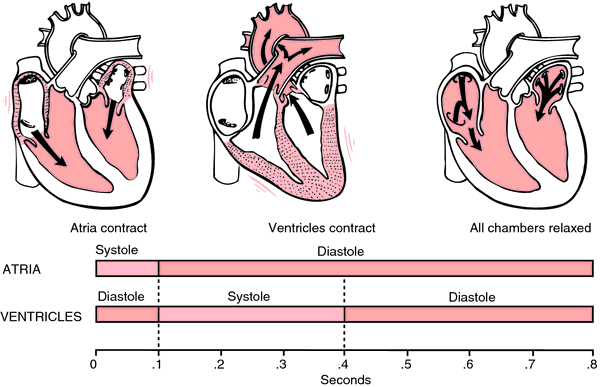 Atria contract
Ventricles contract
All chambers relaxed
Systole
Diastole
ATRIA
Diastole
Systole
Diastole
VENTRICLES
0 .1 .2 .3 .4 .5 .6 .7 .8
Seconds